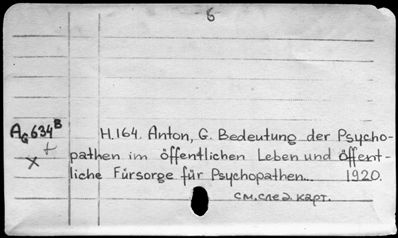 6
AG634B H.164. Anton, G. Bedeutung der Psycho-
+ pathen im öffentlichen Leben und öffent-
x liche Fürsorge für Psychopathen... 1920.
см.след. карт.